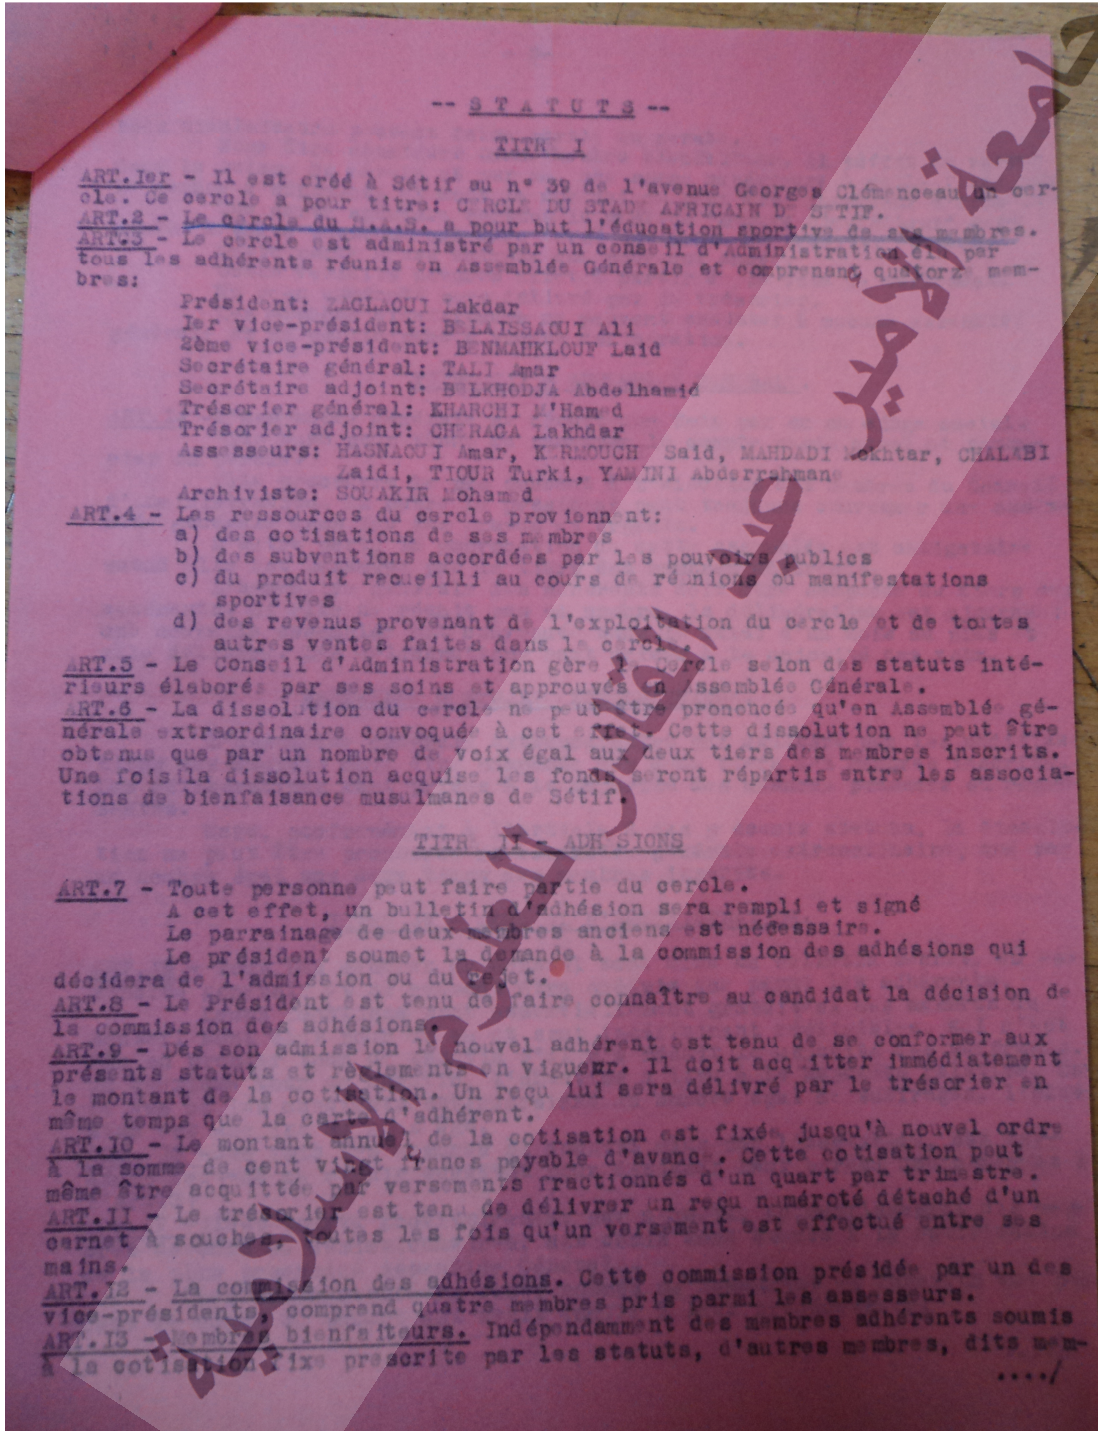 -- S T A T U T S --
TITRE I
ART.Ier - Il est créé à Sétif au n° 39 de l'avenue Georges Clémenceau un cer-
cle. Ce cercle a pour titre: CERCLE DU STADE AFRICAIN DE SETIF.
ART.2 - Le cercle du S.A.S. a pour but l'éducation sportive de ses membres.
ART.3 - Le cercle est administré par un conseil d'Administration élu par
tous les adhérents réunis en Assemblée Générale et comprenant quatorze mem-
bres:
Président: ZAGLAOUI Lakdar
Ier vice-président: BELAISSAOUI Ali
2ème vice-président: BENMAHKLOUF Laid
Secrétaire général: TALI Amar
Secrétaire adjoint: BELKHODJA Abdelhamid
Trésorier général: KHARCHI M'Hamed
Trésorier adjoint: CHERAGA Lakhdar
Assesseurs: HASNAOUI Amar, KERMOUCHE Said, MAHDADI Mokhtar, CHALABI
Zaidi, TIOUR Turki, YAMINI Abderrahmane
Archiviste: SOUAKIR Mohamed
ART.4 - Les ressources du cercle proviennent:
a) des cotisations de ses membres
b) des subventions accordées par les pouvoirs publics
c) du produit recueilli au cours de réunions ou manifestations
sportives
d) des revenus provenant de l'exploitation du cercle et de toutes
autres ventes faites dans le cercle
ART.5 - Le Conseil d'Administration gère le Cercle selon des statuts inté-
rieurs élaborés par ses soins et approuvés en Assemblée Générale.
ART.6 - La dissolution du cercle ne peut être prononcée qu'en Assemblée gé-
nérale extraordinaire convoquée à cet effet. Cette dissolution ne peut être
obtenue que par un nombre de voix égal aux deux tiers des membres inscrits.
Une fois la dissolution acquise les fonds seront répartis entre les associa-
tions de bienfaisance musulmanes de Sétif.
TITRE II - ADHESIONS
ART.7 - Toute personne peut faire partie du cercle.
A cet effet, un bulletin d'adhésion sera rempli et signé
Le parrainage de deux membres anciens est nécessaire.
Le président soumet la demande à la commission des adhésions qui
décidera de l'admission ou du rejet.
ART.8 - Le Président est tenu de faire connaître au candidat la décision de
la commission des adhésions.
ART.9 - Dés son admission le nouvel adhérent est tenu de se conformer aux
présents statuts et règlements en vigueur. Il doit acquitter immédiatement
le montant de la cotisation. Un reçu lui sera délivré par le trésorier en
même temps que la carte d'adhérent.
ART.IO - Le montant annuel de la cotisation est fixée jusqu'à nouvel ordre
à la somme de cent vingt francs payable d'avance. Cette cotisation peut
même être acquittée par versements fractionnés d'un quart par trimestre.
ART.II - Le trésorier est tenu de délivrer un reçu numéroté détaché d'un
carnet à souches, toutes les fois qu'un versement est effectué entre ses
mains.
ART.I2 - La commission des adhésions. Cette commission présidée par un des
vice-présidents, comprend quatre membres pris parmi les assesseurs.
ART.I3 - Membres bienfaiteurs. Indépendamment des membres adhérents soumis
à la cotisation fixe prescrite par les statuts, d'autres membres, dits mem-
..../
جامعة الأمير عبد القادر للعلوم الإسلامية